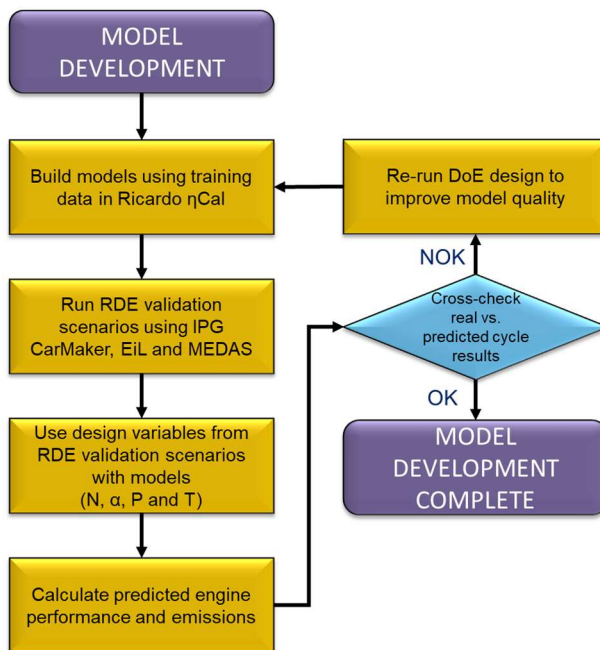 MODEL
DEVELOPMENT
Build models using training
data in Ricardo ηCal
Run RDE validation
scenarios using IPG
CarMaker, EiL and MEDAS
Use design variables from
RDE validation scenarios
with models
(N, α, P and T)
Calculate predicted engine
performance and emissions
Re-run DoE design to
improve model quality
NOK
Cross-check
real vs.
predicted cycle
results
OK
MODEL
DEVELOPMENT
COMPLETE